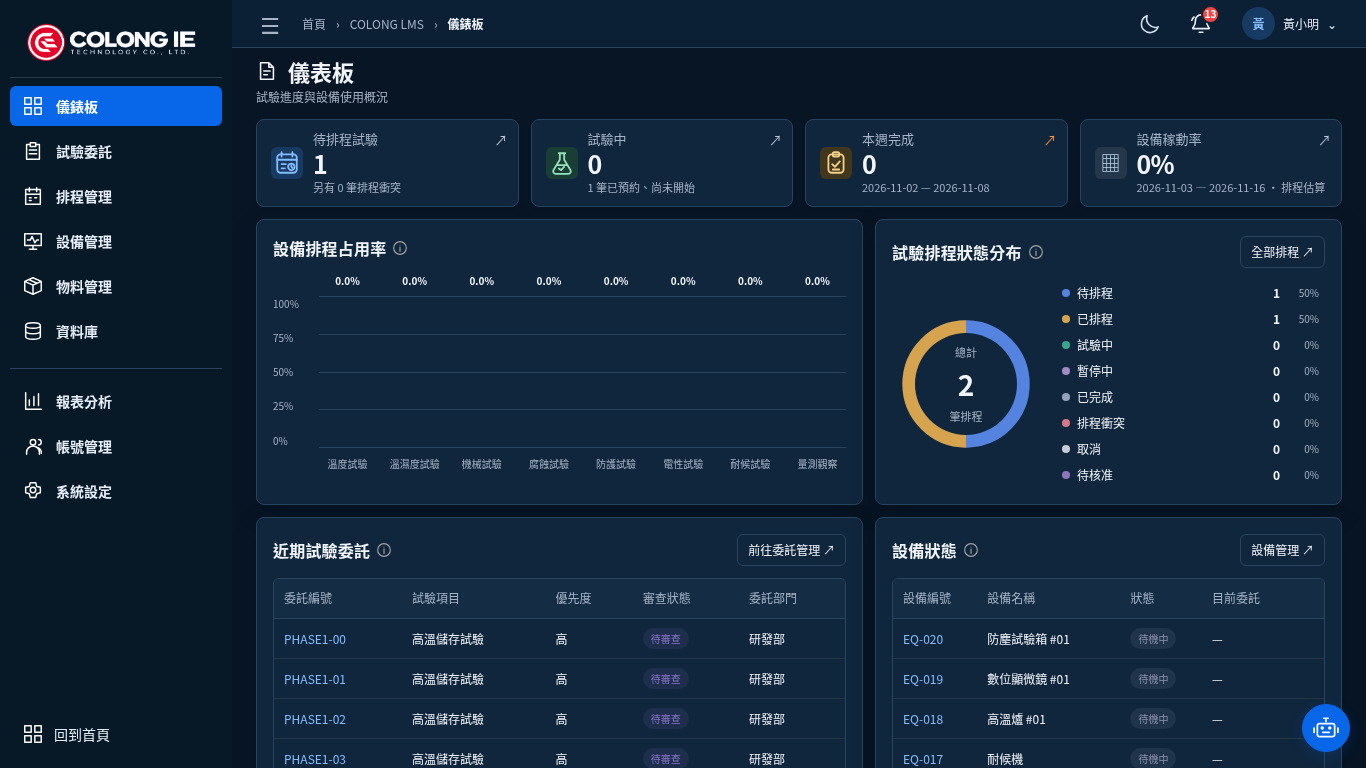 COLONG IE
TECHNOLOGY CO., LTD.
儀錶板
試驗委託
排程管理
設備管理
物料管理
資料庫
報表分析
帳號管理
系統設定
回到首頁
首頁 › COLONG LMS › 儀錶板
13
黃 黃小明
儀表板
試驗進度與設備使用概況
待排程試驗 ↗
1
另有 0 筆排程衝突
試驗中 ↗
0
1 筆已預約、尚未開始
本週完成 ↗
0
2026-11-02 — 2026-11-08
設備稼動率 ↗
0%
2026-11-03 — 2026-11-16 · 排程估算
設備排程占用率
0.0% 0.0% 0.0% 0.0% 0.0% 0.0% 0.0% 0.0%
100%
75%
50%
25%
0%
溫度試驗 溫濕度試驗 機械試驗 腐蝕試驗 防護試驗 電性試驗 耐候試驗 量測觀察
試驗排程狀態分布
全部排程 ↗
總計
2
筆排程
待排程 1 50%
已排程 1 50%
試驗中 0 0%
暫停中 0 0%
已完成 0 0%
排程衝突 0 0%
取消 0 0%
待核准 0 0%
近期試驗委託
前往委託管理 ↗
委託編號 試驗項目 優先度 審查狀態 委託部門
PHASE1-00 高溫儲存試驗 高 待審查 研發部
PHASE1-01 高溫儲存試驗 高 待審查 研發部
PHASE1-02 高溫儲存試驗 高 待審查 研發部
PHASE1-03 高溫儲存試驗 高 待審查 研發部
設備狀態
設備管理 ↗
設備編號 設備名稱 狀態 目前委託
EQ-020 防塵試驗箱 #01 待機中 —
EQ-019 數位顯微鏡 #01 待機中 —
EQ-018 高溫爐 #01 待機中 —
EQ-017 耐候機 待機中 —